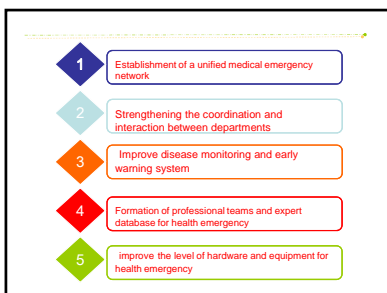 1
Establishment of a unified medical emergency
network
2
Strengthening the coordination and
interaction between departments
3
Improve disease monitoring and early
warning system
4
Formation of professional teams and expert
database for health emergency
5
improve the level of hardware and equipment for
health emergency